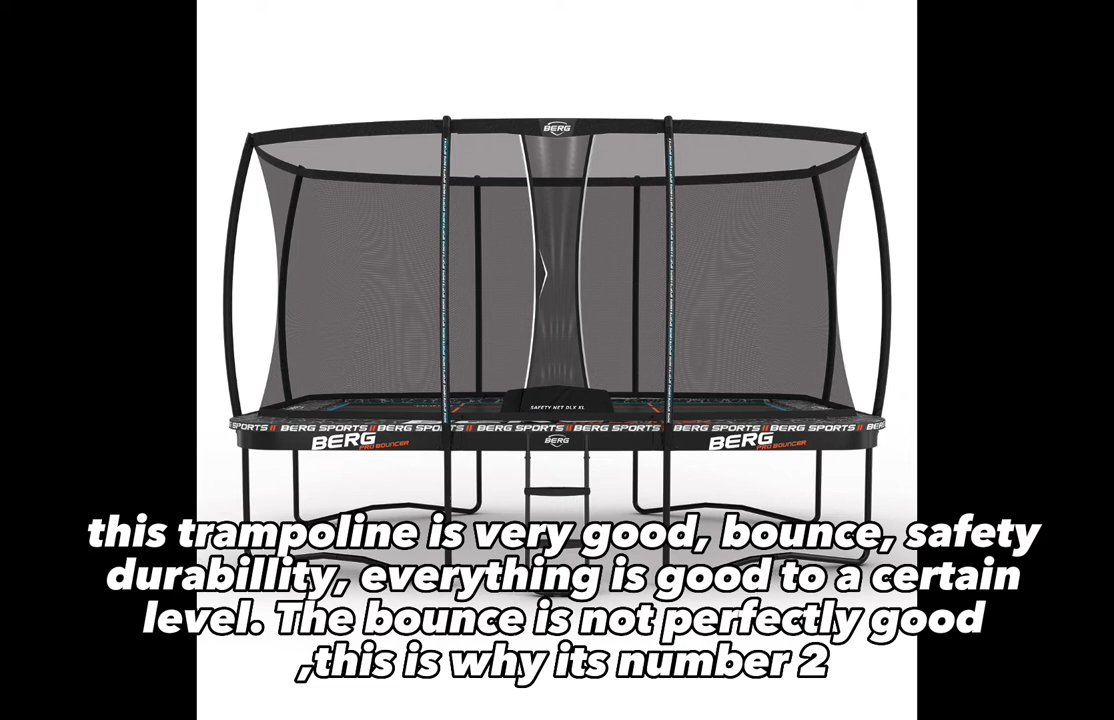 BERG
SAFETY NET DLX XL
BERG SPORTS BERG SPORTS BERG SPORTS BERG SPORTS BERG SPORTS BERG SPORTS BERG SPORTS BERG
BERG PRO BOUNCER
BERG
BERG PRO BOUNCER
this trampoline is very good, bounce, safety
durabillity, everything is good to a certain
level. The bounce is not perfectly good
,this is why its number 2